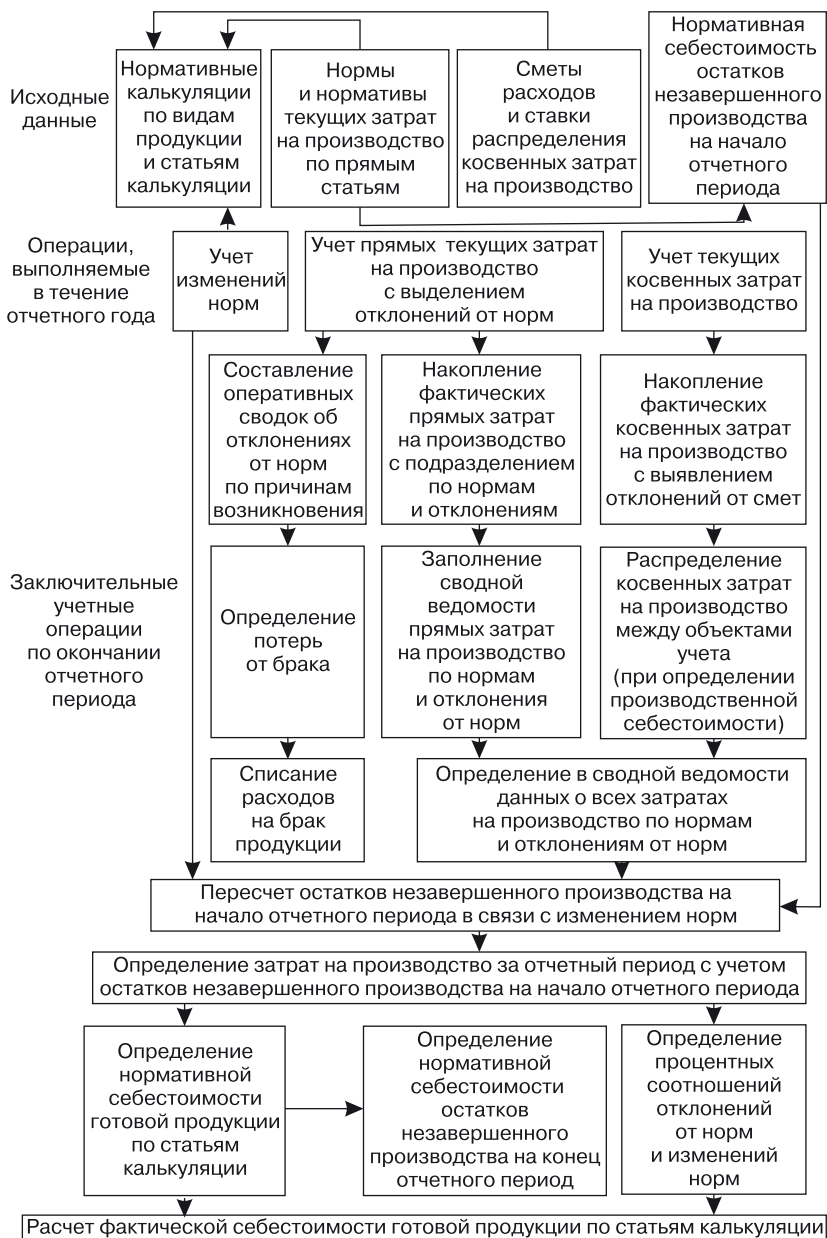 Исходные
данные
Нормативные
калькуляции
по видам
продукции
и статьям
калькуляции
Нормы
и нормативы
текущих затрат
на производство
по прямым
статьям
Сметы
расходов
и ставки
распределения
косвенных затрат
на производство
Нормативная
себестоимость
остатков
незавершенного
производства
на начало
отчетного
периода
Операции,
выполняемые
в течение
отчетного года
Учет
изменений
норм
Учет прямых текущих затрат
на производство
с выделением
отклонений от норм
Учет текущих
косвенных затрат
на производство
Составление
оперативных
сводок об
отклонениях
от норм
по причинам
возникновения
Накопление
фактических
прямых затрат
на производство
с подразделением
по нормам
и отклонениям
Накопление
фактических
косвенных затрат
на производство
с выявлением
отклонений от смет
Заключительные
учетные
операции
по окончании
отчетного
периода
Определение
потерь
от брака
Заполнение
сводной
ведомости
прямых затрат
на производство
по нормам
и отклонения
от норм
Распределение
косвенных затрат
на производство
между объектами
учета
(при определении
производственной
себестоимости)
Списание
расходов
на брак
продукции
Определение в сводной ведомости
данных о всех затратах
на производство по нормам
и отклонениям от норм
Пересчет остатков незавершенного производства на
начало отчетного периода в связи с изменением норм
Определение затрат на производство за отчетный период с учетом
остатков незавершенного производства на начало отчетного периода
Определение
нормативной
себестоимости
готовой продукции
по статьям
калькуляции
Определение
нормативной
себестоимости
остатков
незавершенного
производства на конец
отчетного период
Определение
процентных
соотношений
отклонений
от норм
и изменений
норм
Расчет фактической себестоимости готовой продукции по статьям калькуляции